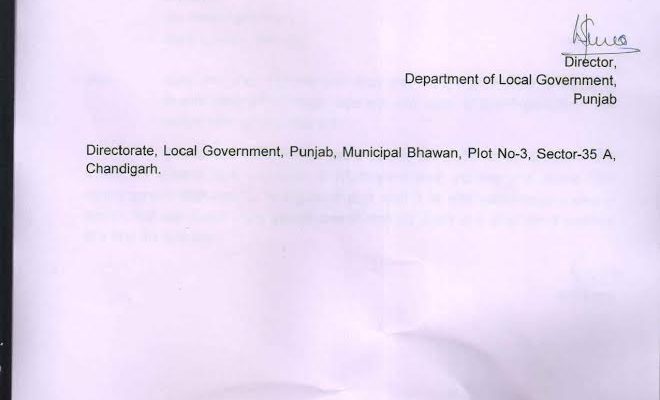 Director,
Department of Local Government,
Punjab
Directorate, Local Government, Punjab, Municipal Bhawan, Plot No-3, Sector-35 A,
Chandigarh.